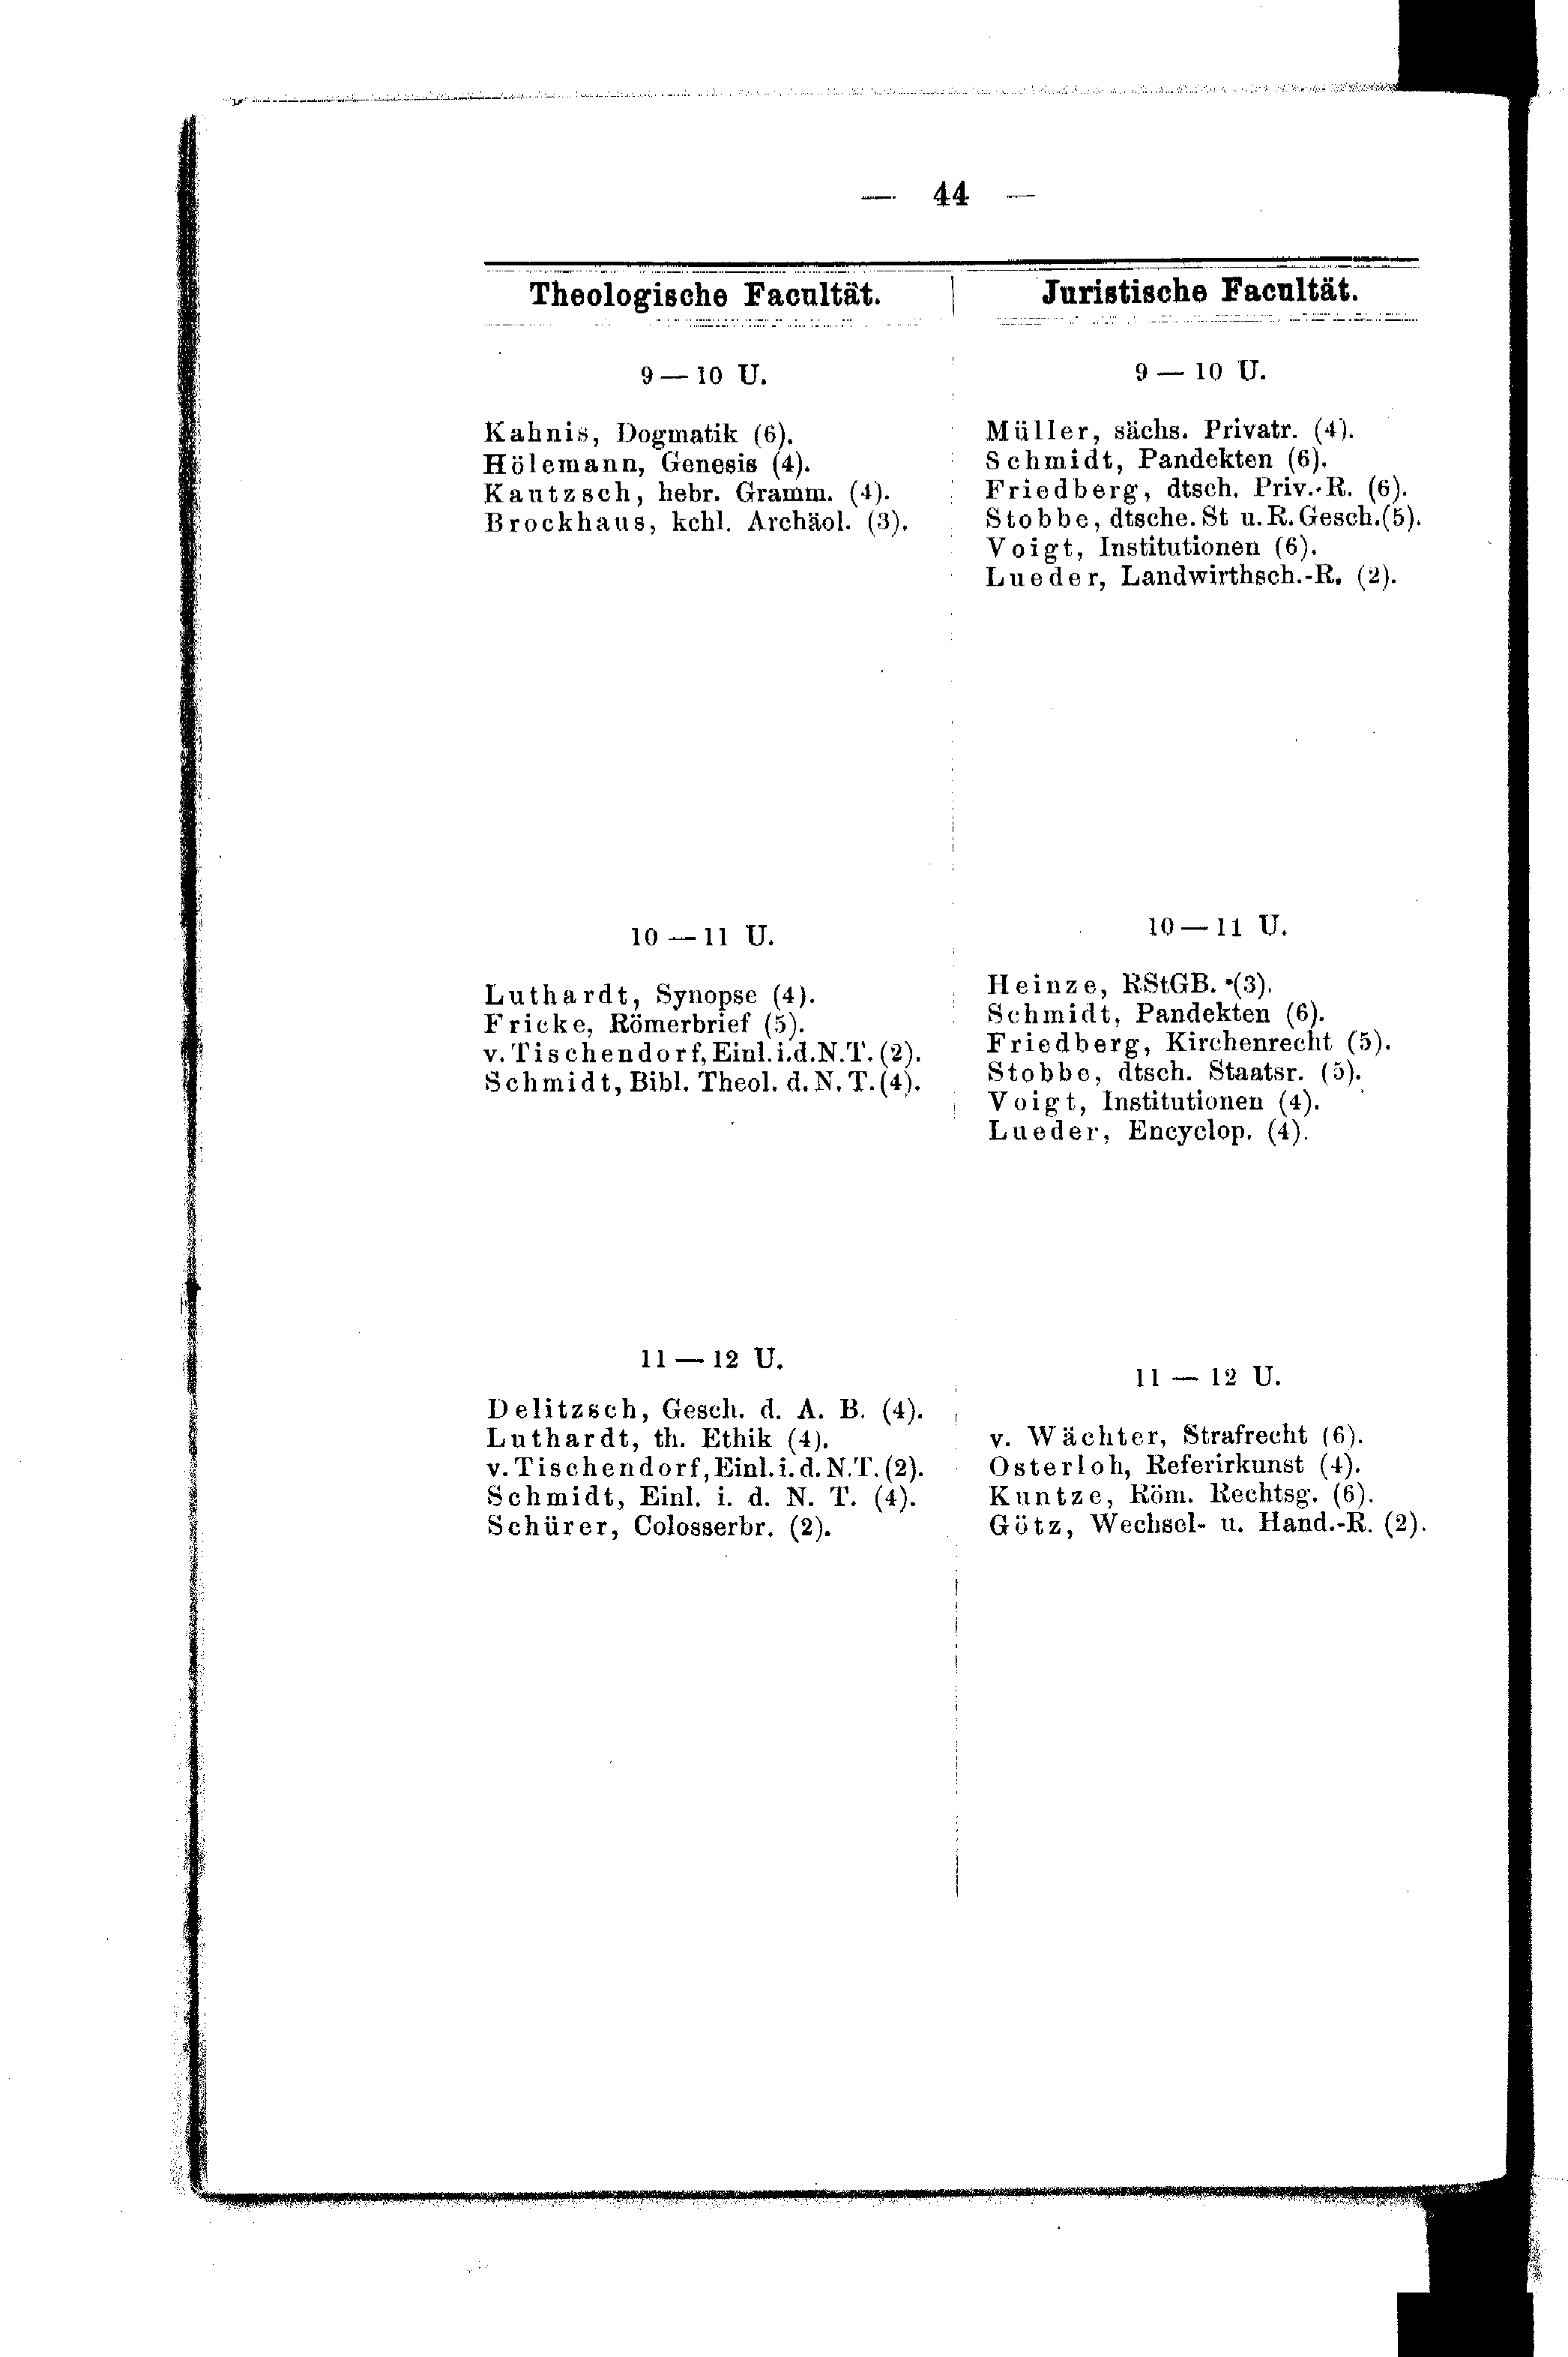 — 44 —
Theologische Facultät.
9 — 10 U.
Kahnis, Dogmatik (6).
Hölemann, Genesis (4).
Kautzsch, hebr. Gramm. (4).
Brockhaus, kchl. Archäol. (3).
10 — 11 U.
Luthardt, Synopse (4).
Fricke, Römerbrief (5).
v. Tischendorf, Einl. i. d. N. T. (2).
Schmidt, Bibl. Theol. d. N. T. (4).
11 — 12 U.
Delitzsch, Gesch. d. A. B. (4).
Luthardt, th. Ethik (4).
v. Tischendorf, Einl. i. d. N. T. (2).
Schmidt, Einl. i. d. N. T. (4).
Schürer, Colosserbr. (2).
Juristische Facultät.
9 — 10 U.
Müller, sächs. Privatr. (4).
Schmidt, Pandekten (6).
Friedberg, dtsch. Priv.-R. (6).
Stobbe, dtsche. St u. R. Gesch. (5).
Voigt, Institutionen (6).
Lueder, Landwirthsch.-R. (2).
10 — 11 U.
Heinze, RStGB. (3).
Schmidt, Pandekten (6).
Friedberg, Kirchenrecht (5).
Stobbe, dtsch. Staatsr. (5).
Voigt, Institutionen (4).
Lueder, Encyclop. (4).
11 — 12 U.
v. Wächter, Strafrecht (6).
Osterloh, Referirkunst (4).
Kuntze, Röm. Rechtsg. (6).
Götz, Wechsel- u. Hand.-R. (2).